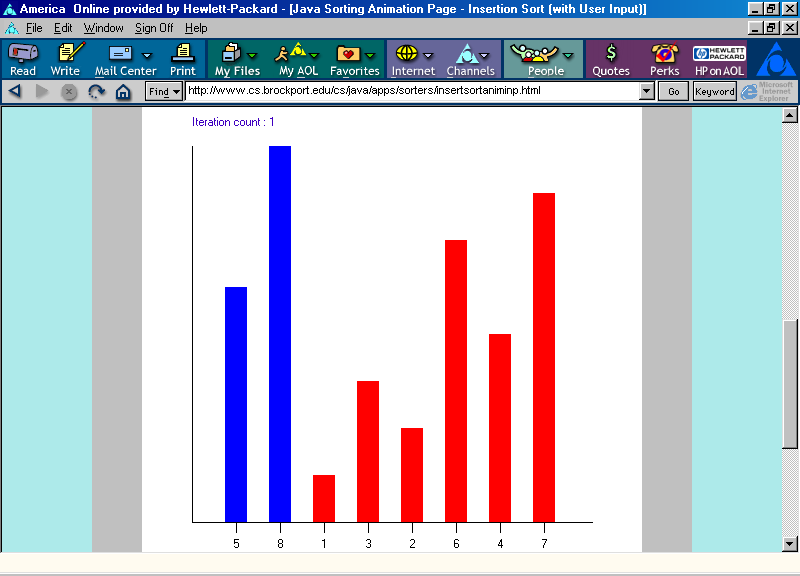 America  Online provided by Hewlett-Packard - [Java Sorting Animation Page - Insertion Sort (with User Input)]
File Edit Window Sign Off Help
Read Write Mail Center Print My Files My AOL Favorites Internet Channels People Quotes Perks HP on AOL
HEWLETT PACKARD
Find http://wwww.cs.brockport.edu/cs/java/apps/sorters/insertsortaniminp.html Go Keyword Microsoft Internet Explorer
Iteration count : 1
5 8 1 3 2 6 4 7